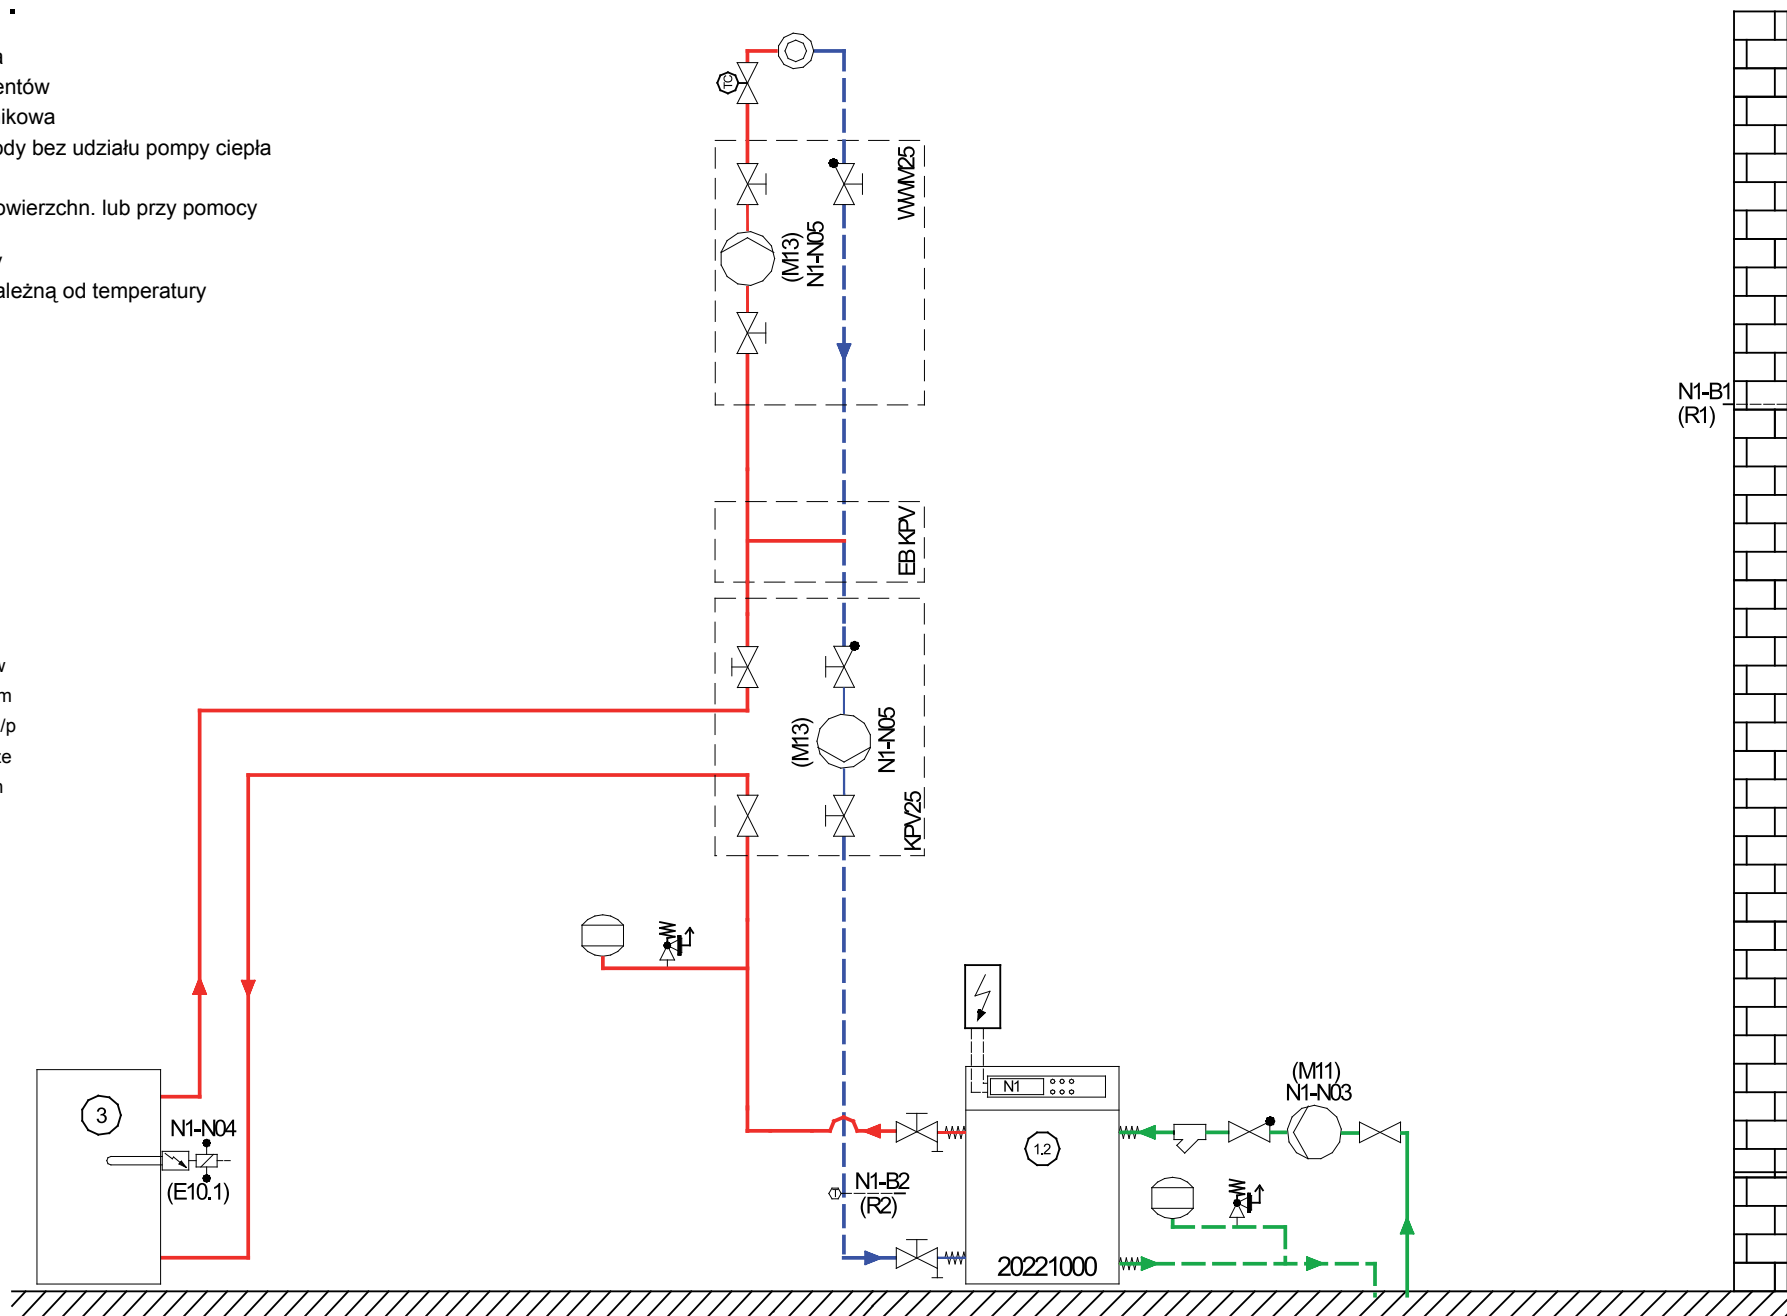 a
entów
ikowa
ody bez udziału pompy ciepła
owierzchn. lub przy pomocy
y
ależną od temperatury
w
m
/p
ze
n
TC
WWM25
(M13)
N1-N05
N1-B1
(R1)
EB KPV
(M13)
N1-N05
KPV25
N1
(M11)
N1-N03
3
N1-N04
(E10.1)
1.2
T
N1-B2
(R2)
20221000